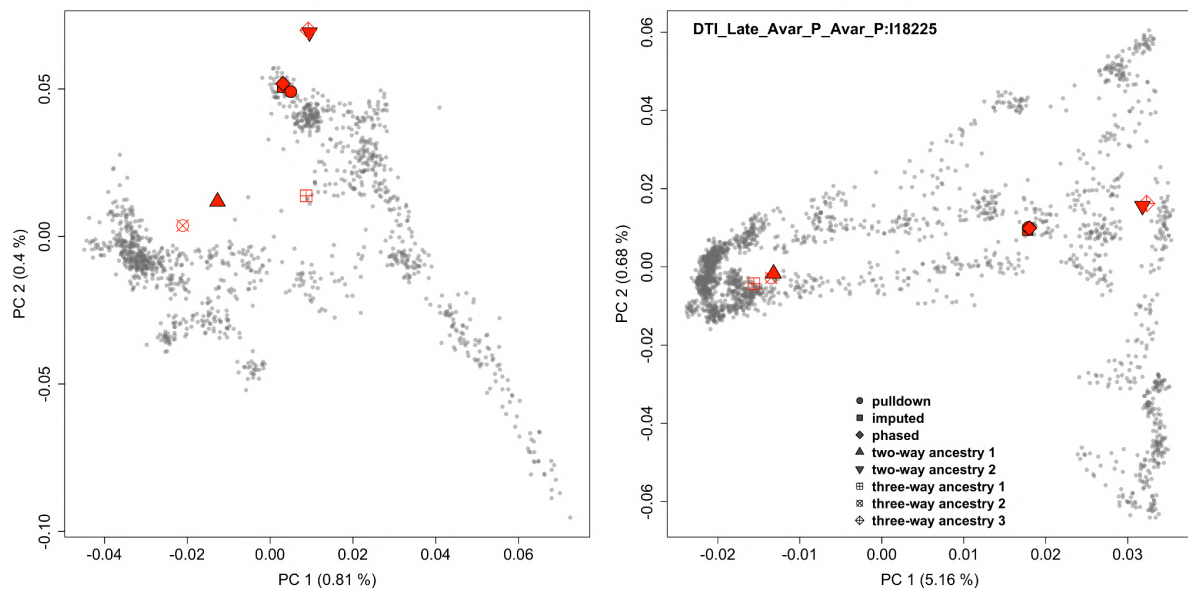 0.05
0.00
-0.05
-0.10
PC 2 (0.4 %)
-0.04
-0.02
0.00
0.02
0.04
0.06
PC 1 (0.81 %)
DTI_Late_Avar_P_Avar_P:I18225
0.06
0.04
0.02
0.00
-0.02
-0.04
-0.06
PC 2 (0.68 %)
pulldown
imputed
phased
two-way ancestry 1
two-way ancestry 2
three-way ancestry 1
three-way ancestry 2
three-way ancestry 3
-0.02
-0.01
0.00
0.01
0.02
0.03
PC 1 (5.16 %)